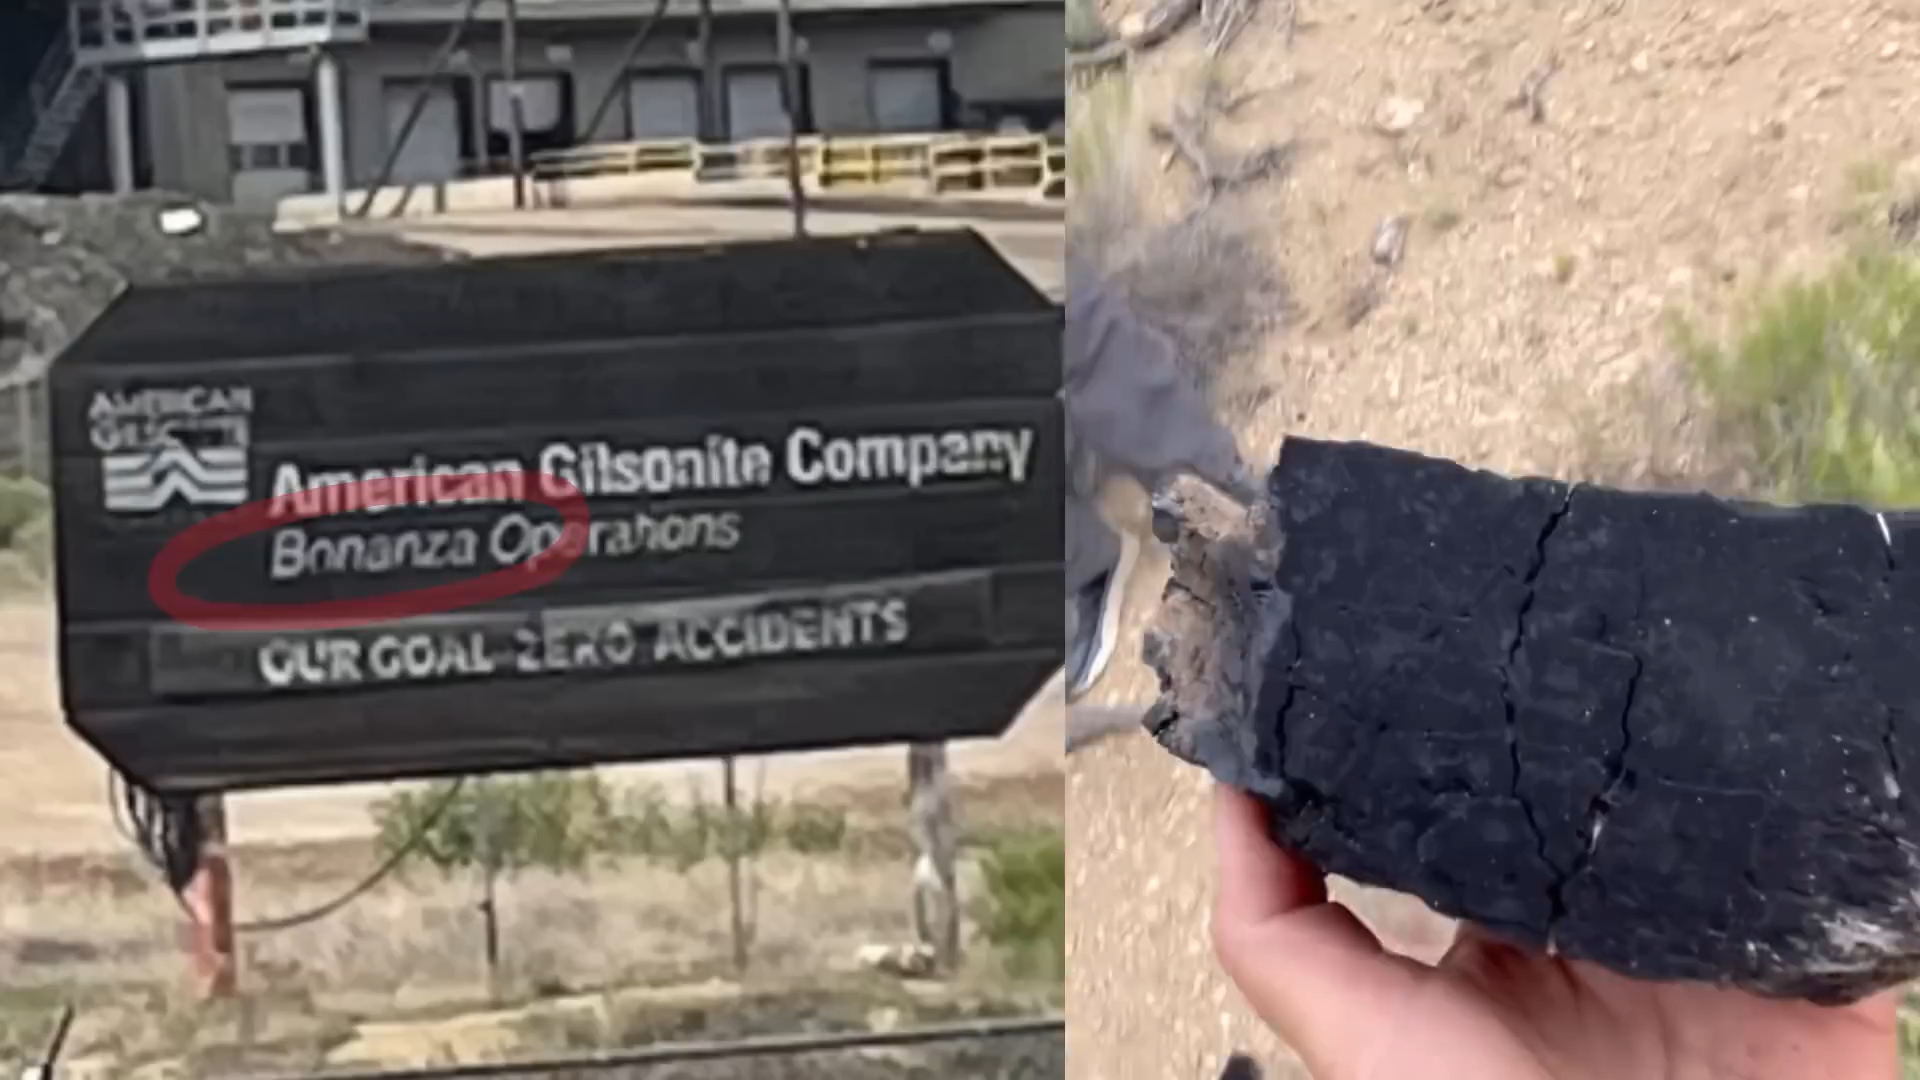 AMERICAN
GILSONITE
American Gilsonite Company
Bonanza Operations
OUR GOAL-ZERO ACCIDENTS